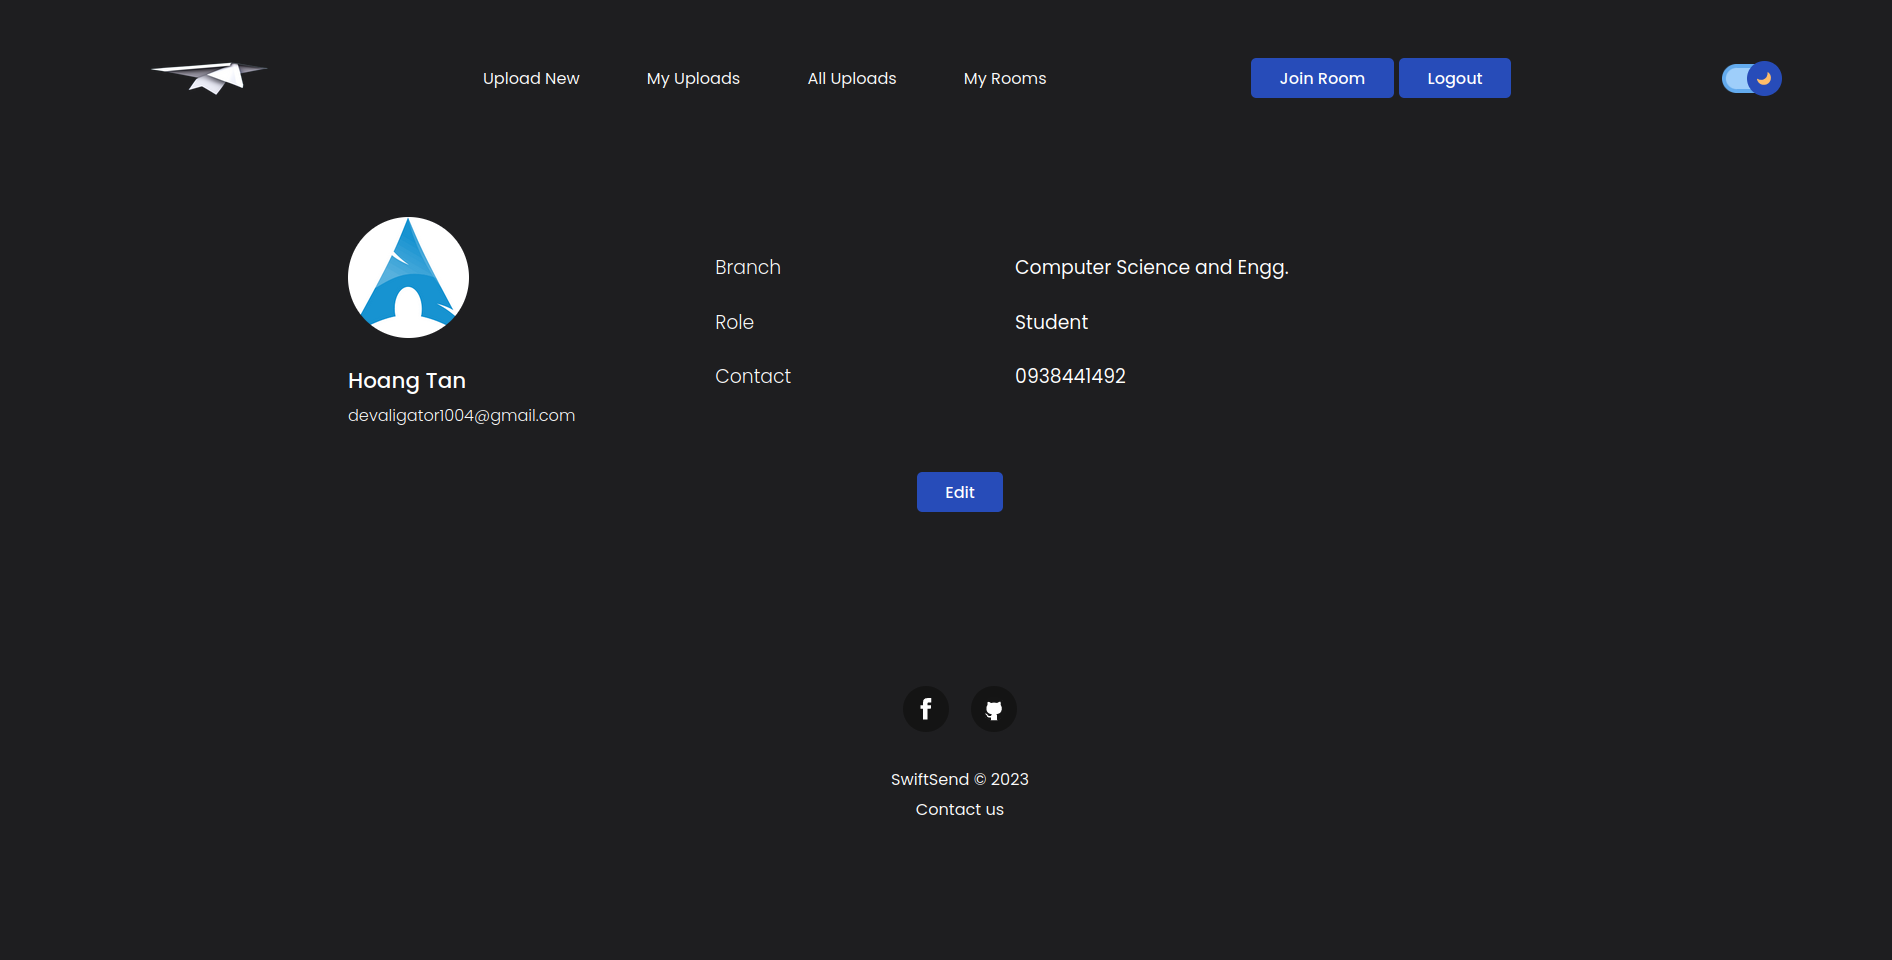 Upload New My Uploads All Uploads My Rooms Join Room Logout
Branch Computer Science and Engg.
Role Student
Contact 0938441492
Hoang Tan
devaligator1004@gmail.com
Edit
SwiftSend © 2023
Contact us